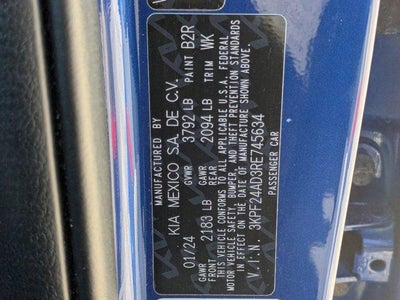 MANUFACTURED BY
KIA MEXICO S.A. DE C.V.
01/24 GVWR 3792 LB PAINT B2R
GAWR FRONT 2183 LB GAWR REAR 2094 LB TRIM WK
THIS VEHICLE CONFORMS TO ALL APPLICABLE U.S.A. FEDERAL
MOTOR VEHICLE SAFETY, BUMPER, AND THEFT PREVENTION STANDARDS
IN EFFECT ON THE DATE OF MANUFACTURE SHOWN ABOVE.
V.I.N. 3KPF24AD3RE745634
PASSENGER CAR